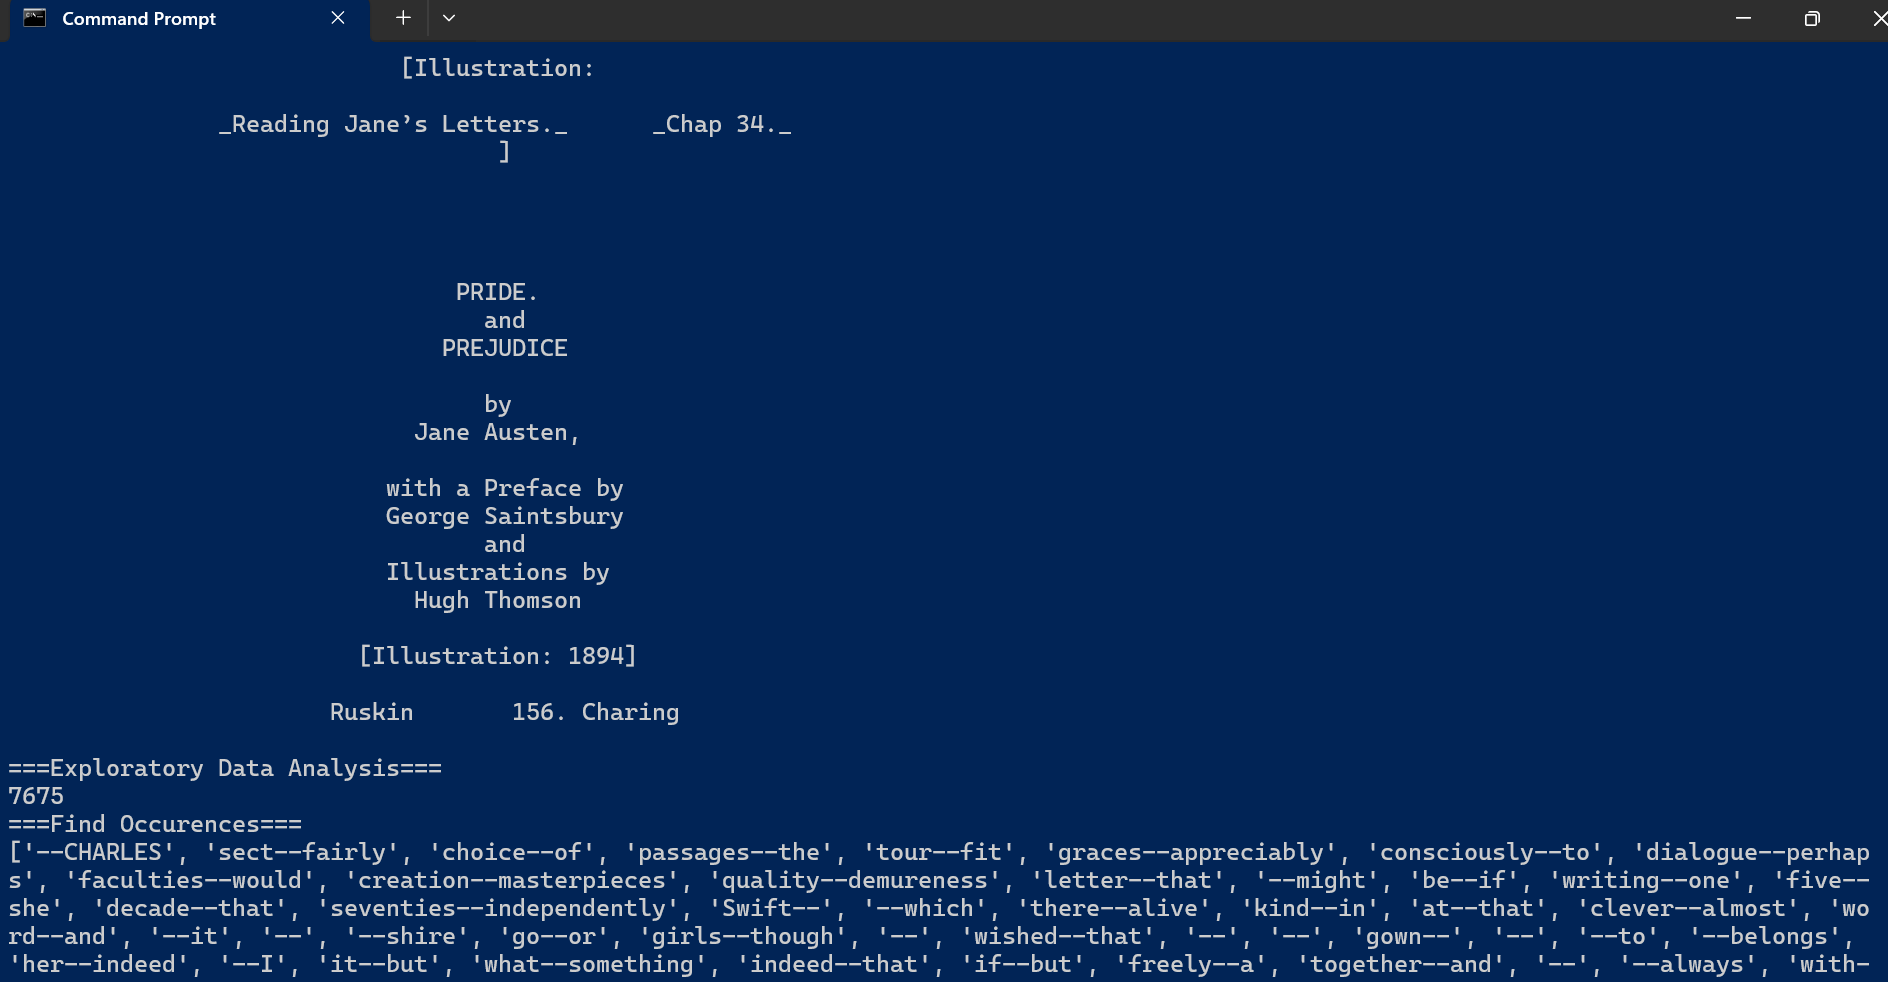 Command Prompt
[Illustration:
_Reading Jane’s Letters._ _Chap 34._
]
PRIDE.
and
PREJUDICE
by
Jane Austen,
with a Preface by
George Saintsbury
and
Illustrations by
Hugh Thomson
[Illustration: 1894]
Ruskin 156. Charing
===Exploratory Data Analysis===
7675
===Find Occurences===
['--CHARLES', 'sect--fairly', 'choice--of', 'passages--the', 'tour--fit', 'graces--appreciably', 'consciously--to', 'dialogue--perhap
s', 'faculties--would', 'creation--masterpieces', 'quality--demureness', 'letter--that', '--might', 'be--if', 'writing--one', 'five--
she', 'decade--that', 'seventies--independently', 'Swift--', '--which', 'there--alive', 'kind--in', 'at--that', 'clever--almost', 'wo
rd--and', '--it', '--', '--shire', 'go--or', 'girls--though', '--', 'wished--that', '--', '--', 'gown--', '--', '--to', '--belongs',
'her--indeed', '--I', 'it--but', 'what--something', 'indeed--that', 'if--but', 'freely--a', 'together--and', '--', '--always', 'with-